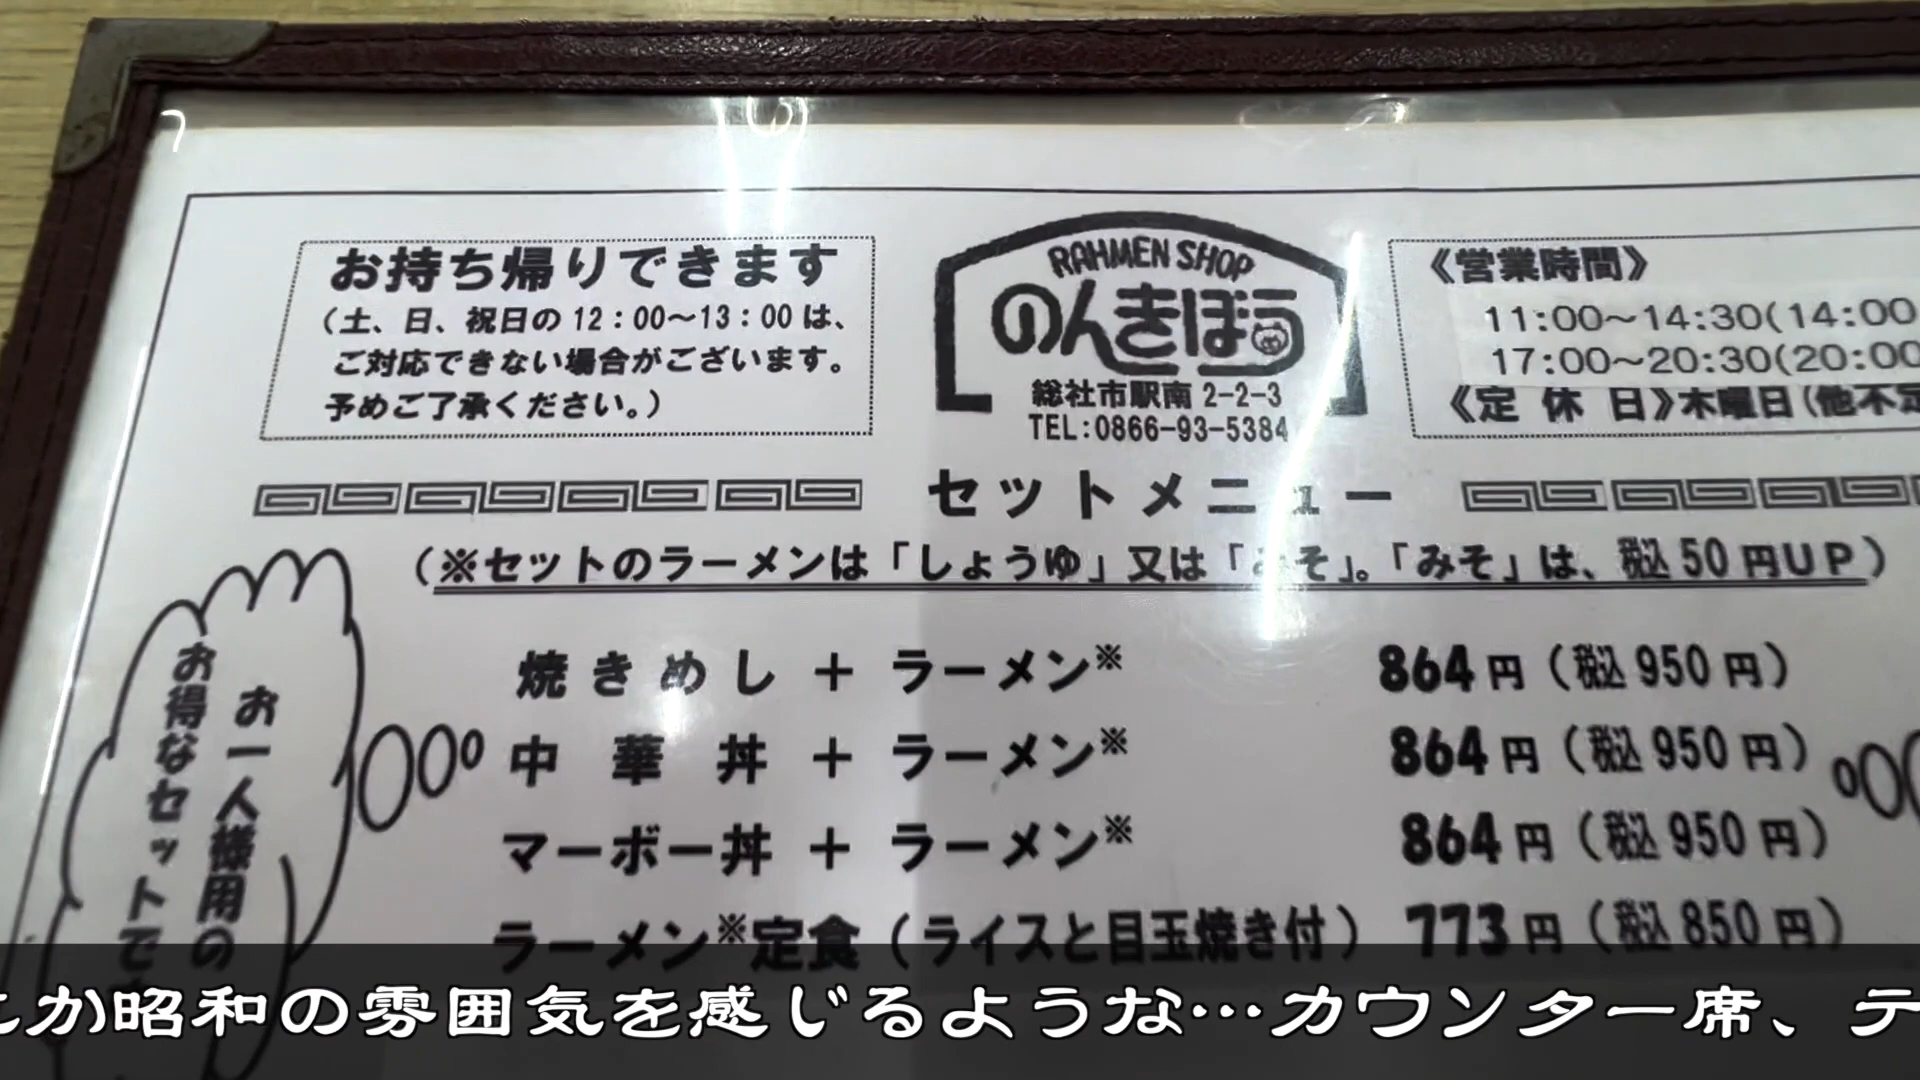 お持ち帰りできます
(土、日、祝日の12:00～13:00は、
ご対応できない場合がございます。
予めご了承ください。)
RAHMEN SHOP
のんきぼう
総社市駅南 2-2-3
TEL:0866-93-5384
《営業時間》
11:00～14:30(14:00
17:00～20:30(20:00
《定休日》木曜日(他不定
セットメニュー
(※セットのラーメンは「しょうゆ」又は「みそ」。「みそ」は、税込50円UP)
お一人様用の
お得なセットで
焼きめし + ラーメン※ 864円(税込950円)
中華丼 + ラーメン※ 864円(税込950円)
マーボー丼 + ラーメン※ 864円(税込950円)
ラーメン※定食(ライスと目玉焼き付) 773円(税込850円)
か昭和の雰囲気を感じるような…カウンター席、テ